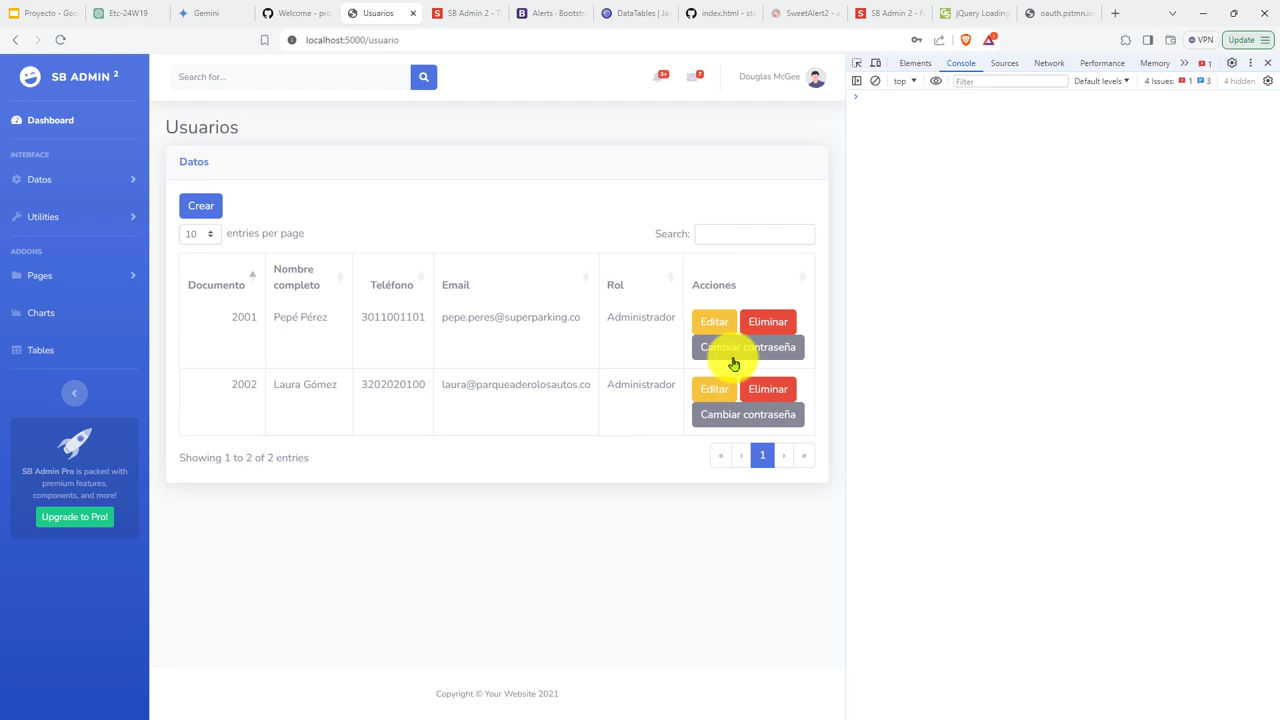 Proyecto - Goo
Etc-24W19
Gemini
Welcome - pro
Usuarios
SB Admin 2 - T
Alerts - Bootst
DataTables | Ja
index.html - sta
SweetAlert2 - a
SB Admin 2 - F
jQuery Loading
oauth.pstmn.io
localhost:5000/usuario
VPN
Update
SB ADMIN 2
Search for...
3+
7
Douglas McGee
Elements
Console
Sources
Network
Performance
Memory
1
top
Filter
Default levels
4 Issues:
1
3
4 hidden
Dashboard
INTERFACE
Datos
Utilities
ADDONS
Pages
Charts
Tables
SB Admin Pro is packed with
premium features,
components, and more!
Upgrade to Pro!
Usuarios
Datos
Crear
10 entries per page
Search:
Documento Nombre completo Teléfono Email Rol Acciones
2001 Pepé Pérez 3011001101 pepe.peres@superparking.co Administrador Editar Eliminar
Cambiar contraseña
2002 Laura Gómez 3202020100 laura@parqueaderolosautos.co Administrador Editar Eliminar
Cambiar contraseña
Showing 1 to 2 of 2 entries
« ‹ 1 › »
Copyright © Your Website 2021